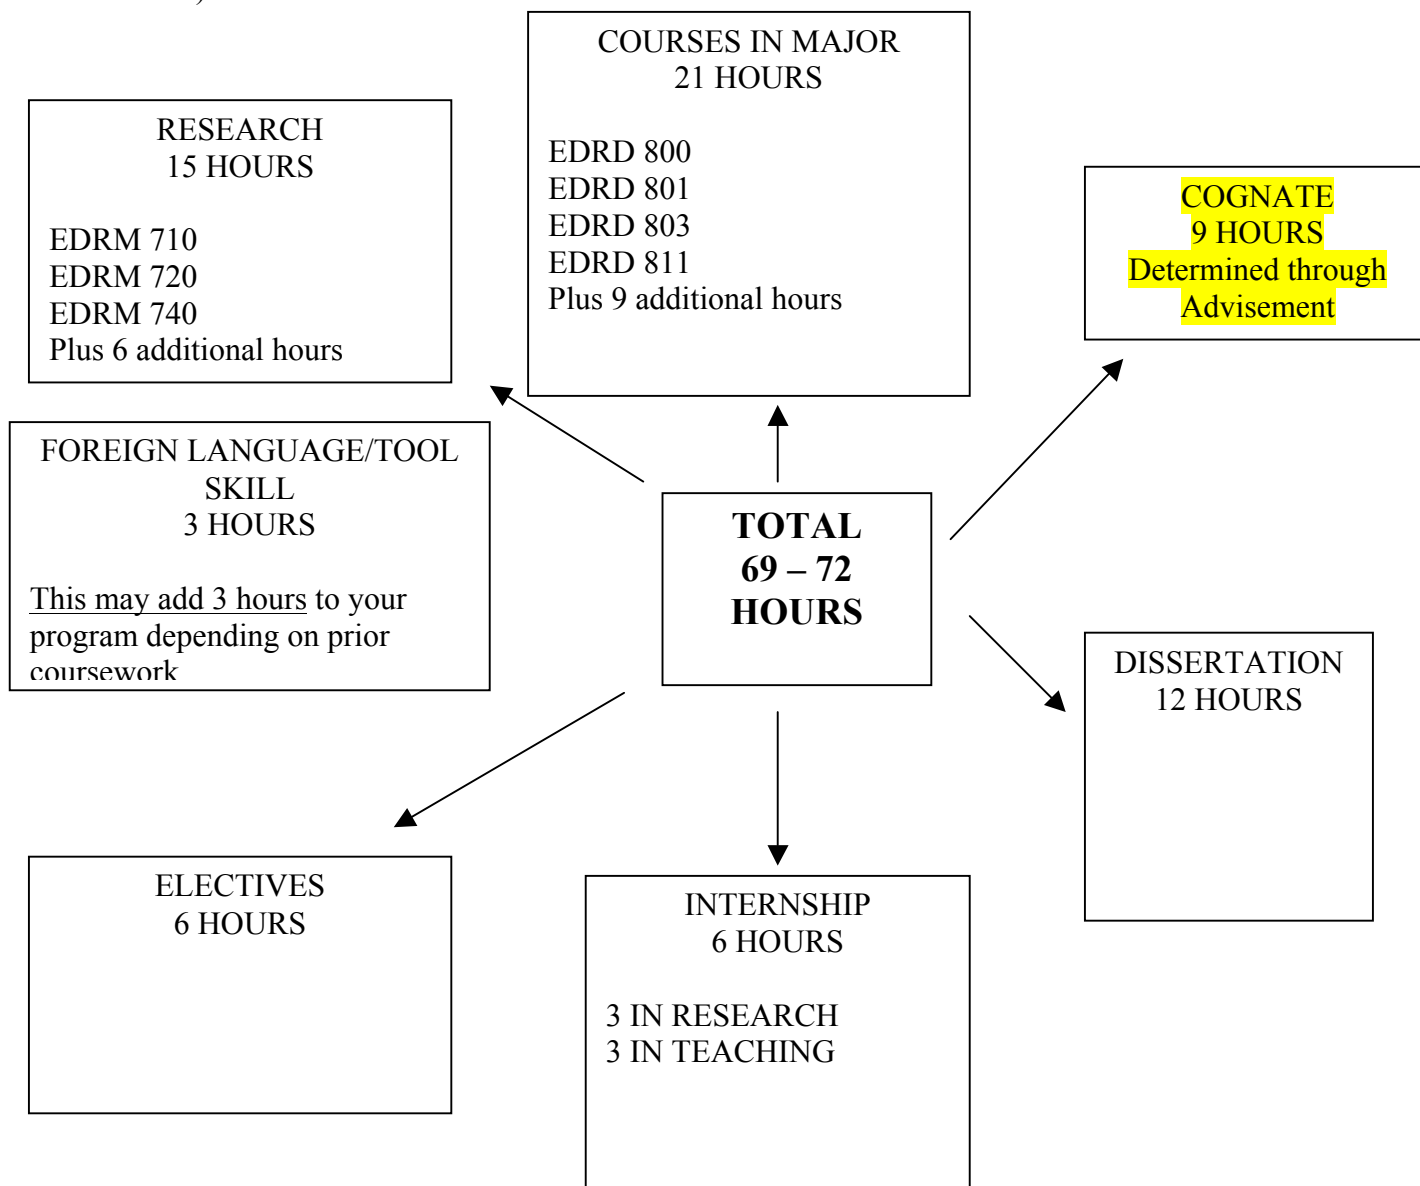 COURSES IN MAJOR
21 HOURS
EDRD 800
EDRD 801
EDRD 803
EDRD 811
Plus 9 additional hours
RESEARCH
15 HOURS
EDRM 710
EDRM 720
EDRM 740
Plus 6 additional hours
COGNATE
9 HOURS
Determined through
Advisement
FOREIGN LANGUAGE/TOOL
SKILL
3 HOURS
This may add 3 hours to your
program depending on prior
coursework
TOTAL
69 – 72
HOURS
DISSERTATION
12 HOURS
ELECTIVES
6 HOURS
INTERNSHIP
6 HOURS
3 IN RESEARCH
3 IN TEACHING